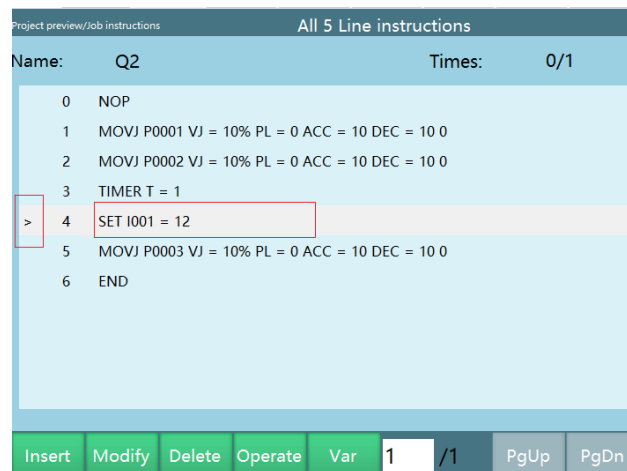 Project preview/Job instructions All 5 Line instructions
Name: Q2 Times: 0/1
0 NOP
1 MOVJ P0001 VJ = 10% PL = 0 ACC = 10 DEC = 10 0
2 MOVJ P0002 VJ = 10% PL = 0 ACC = 10 DEC = 10 0
3 TIMER T = 1
> 4 SET I001 = 12
5 MOVJ P0003 VJ = 10% PL = 0 ACC = 10 DEC = 10 0
6 END
Insert Modify Delete Operate Var 1 /1 PgUp PgDn